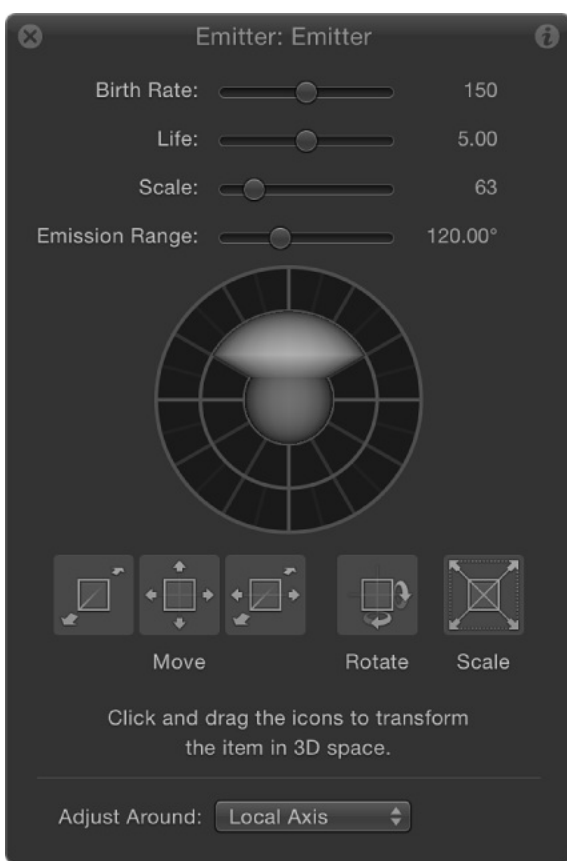 Emitter: Emitter
Birth Rate: 150
Life: 5.00
Scale: 63
Emission Range: 120.00°
Move Rotate Scale
Click and drag the icons to transform
the item in 3D space.
Adjust Around: Local Axis